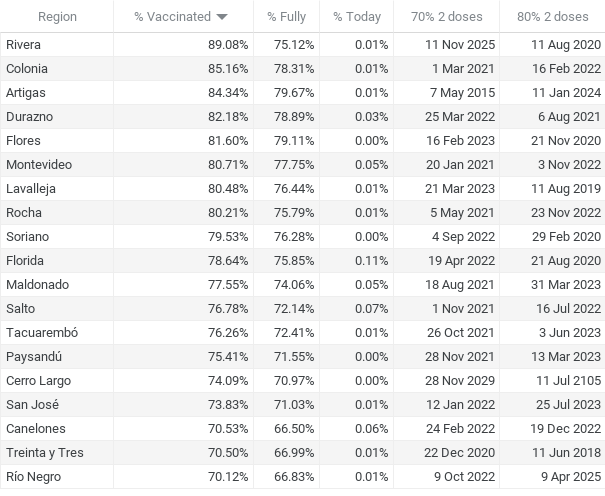 Region % Vaccinated % Fully % Today 70% 2 doses 80% 2 doses
Rivera 89.08% 75.12% 0.01% 11 Nov 2025 11 Aug 2020
Colonia 85.16% 78.31% 0.01% 1 Mar 2021 16 Feb 2022
Artigas 84.34% 79.67% 0.01% 7 May 2015 11 Jan 2024
Durazno 82.18% 78.89% 0.03% 25 Mar 2022 6 Aug 2021
Flores 81.60% 79.11% 0.00% 16 Feb 2023 21 Nov 2020
Montevideo 80.71% 77.75% 0.05% 20 Jan 2021 3 Nov 2022
Lavalleja 80.48% 76.44% 0.01% 21 Mar 2023 11 Aug 2019
Rocha 80.21% 75.79% 0.01% 5 May 2021 23 Nov 2022
Soriano 79.53% 76.28% 0.00% 4 Sep 2022 29 Feb 2020
Florida 78.64% 75.85% 0.11% 19 Apr 2022 21 Aug 2020
Maldonado 77.55% 74.06% 0.05% 18 Aug 2021 31 Mar 2023
Salto 76.78% 72.14% 0.07% 1 Nov 2021 16 Jul 2022
Tacuarembó 76.26% 72.41% 0.01% 26 Oct 2021 3 Jun 2023
Paysandú 75.41% 71.55% 0.00% 28 Nov 2021 13 Mar 2023
Cerro Largo 74.09% 70.97% 0.00% 28 Nov 2029 11 Jul 2105
San José 73.83% 71.03% 0.01% 12 Jan 2022 25 Jul 2023
Canelones 70.53% 66.50% 0.06% 24 Feb 2022 19 Dec 2022
Treinta y Tres 70.50% 66.99% 0.01% 22 Dec 2020 11 Jun 2018
Río Negro 70.12% 66.83% 0.01% 9 Oct 2022 9 Apr 2025